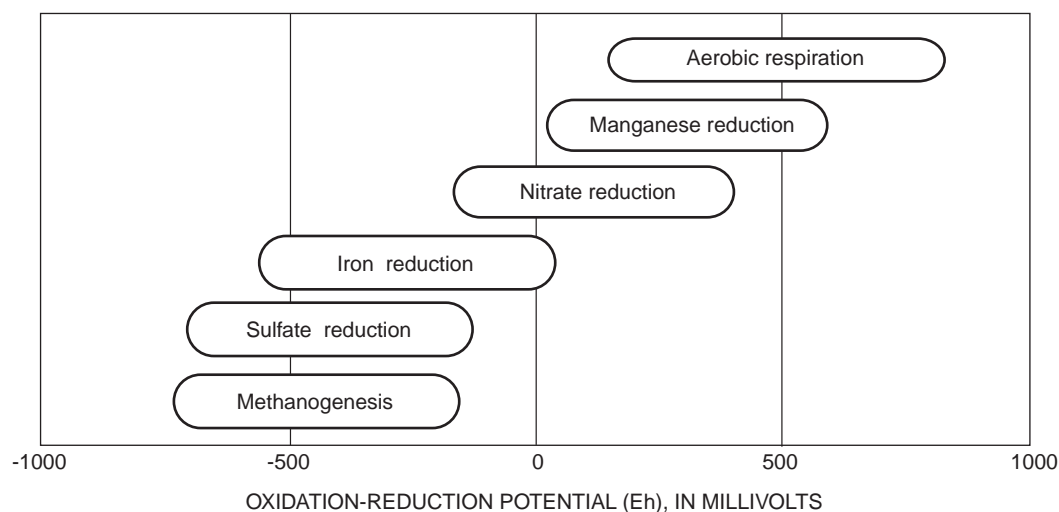 Aerobic respiration
Manganese reduction
Nitrate reduction
Iron reduction
Sulfate reduction
Methanogenesis
-1000 -500 0 500 1000
OXIDATION-REDUCTION POTENTIAL (Eh), IN MILLIVOLTS